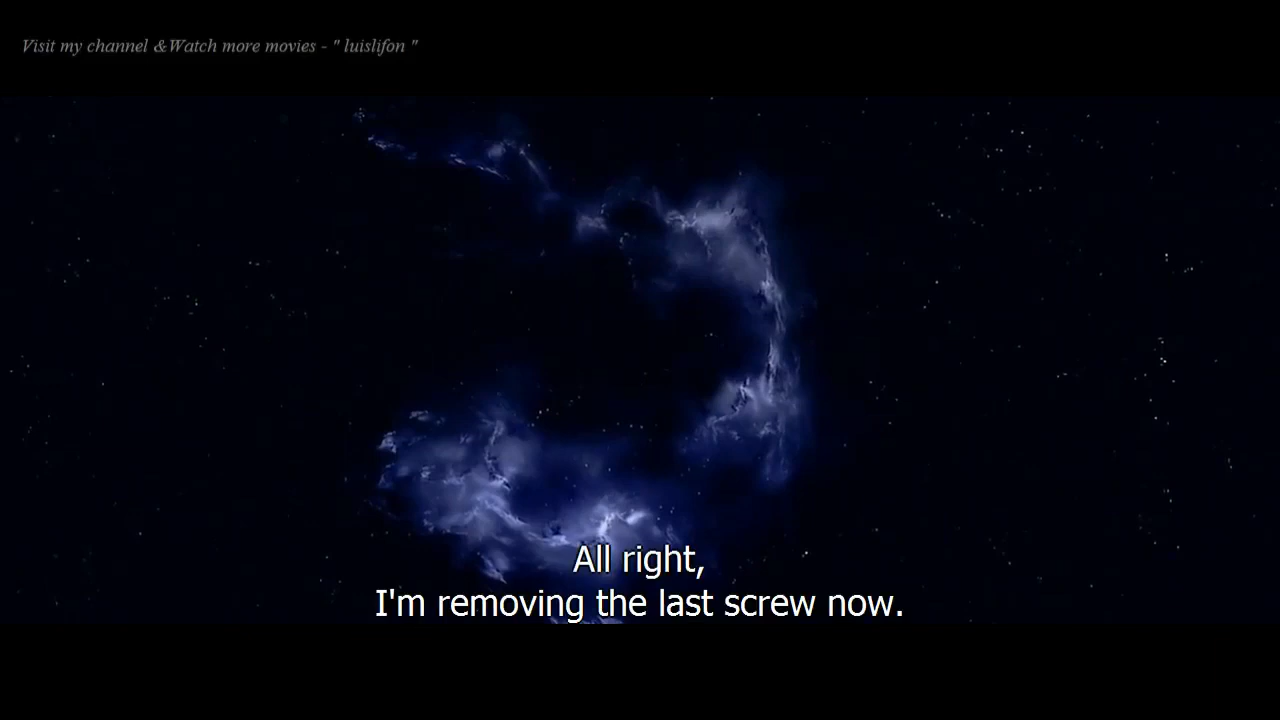 Visit my channel &Watch more movies - " luislifon "
All right,
I'm removing the last screw now.